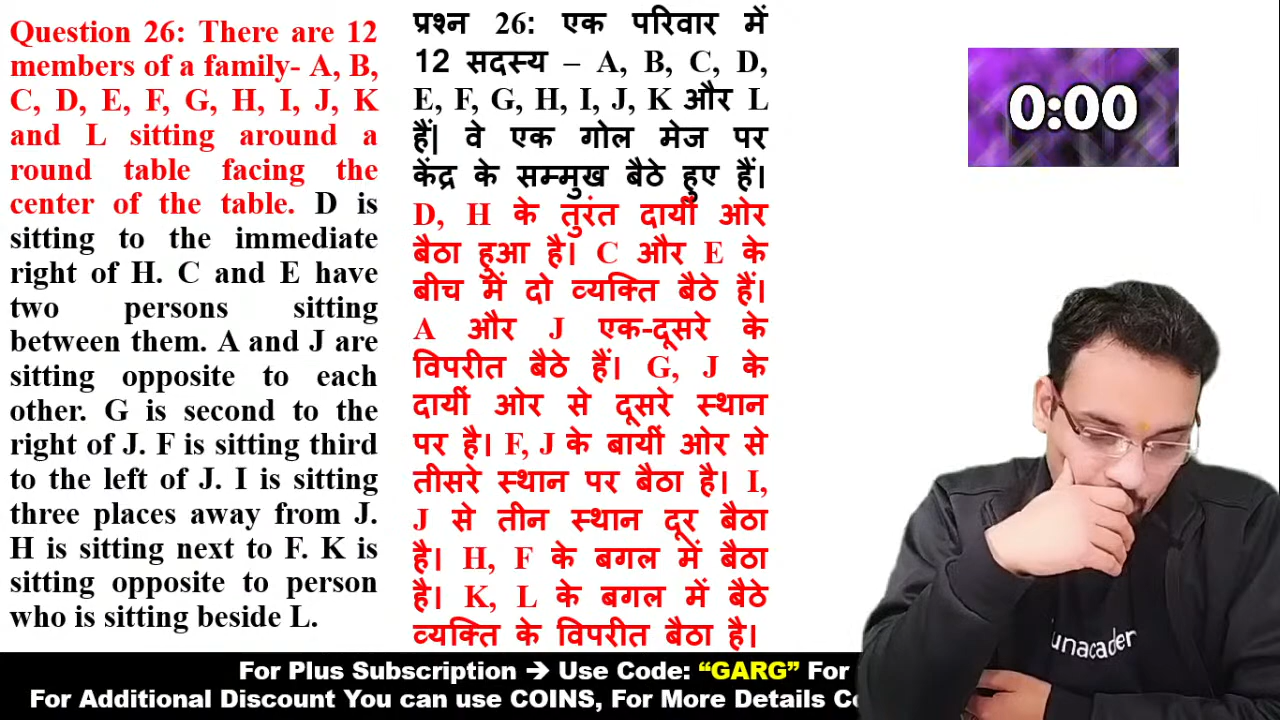 Question 26: There are 12
members of a family- A, B,
C, D, E, F, G, H, I, J, K
and L sitting around a
round table facing the
center of the table. D is
sitting to the immediate
right of H. C and E have
two persons sitting
between them. A and J are
sitting opposite to each
other. G is second to the
right of J. F is sitting third
to the left of J. I is sitting
three places away from J.
H is sitting next to F. K is
sitting opposite to person
who is sitting beside L.
प्रश्न 26: एक परिवार में
12 सदस्य – A, B, C, D,
E, F, G, H, I, J, K और L
हैं| वे एक गोल मेज पर
केंद्र के सम्मुख बैठे हुए हैं।
D, H के तुरंत दायीं ओर
बैठा हुआ है। C और E के
बीच में दो व्यक्ति बैठे हैं।
A और J एक-दूसरे के
विपरीत बैठे हैं। G, J के
दायीं ओर से दूसरे स्थान
पर है। F, J के बायीं ओर से
तीसरे स्थान पर बैठा है। I,
J से तीन स्थान दूर बैठा
है। H, F के बगल में बैठा
है। K, L के बगल में बैठे
व्यक्ति के विपरीत बैठा है।
0:00
For Plus Subscription → Use Code: “GARG” For
For Additional Discount You can use COINS, For More Details